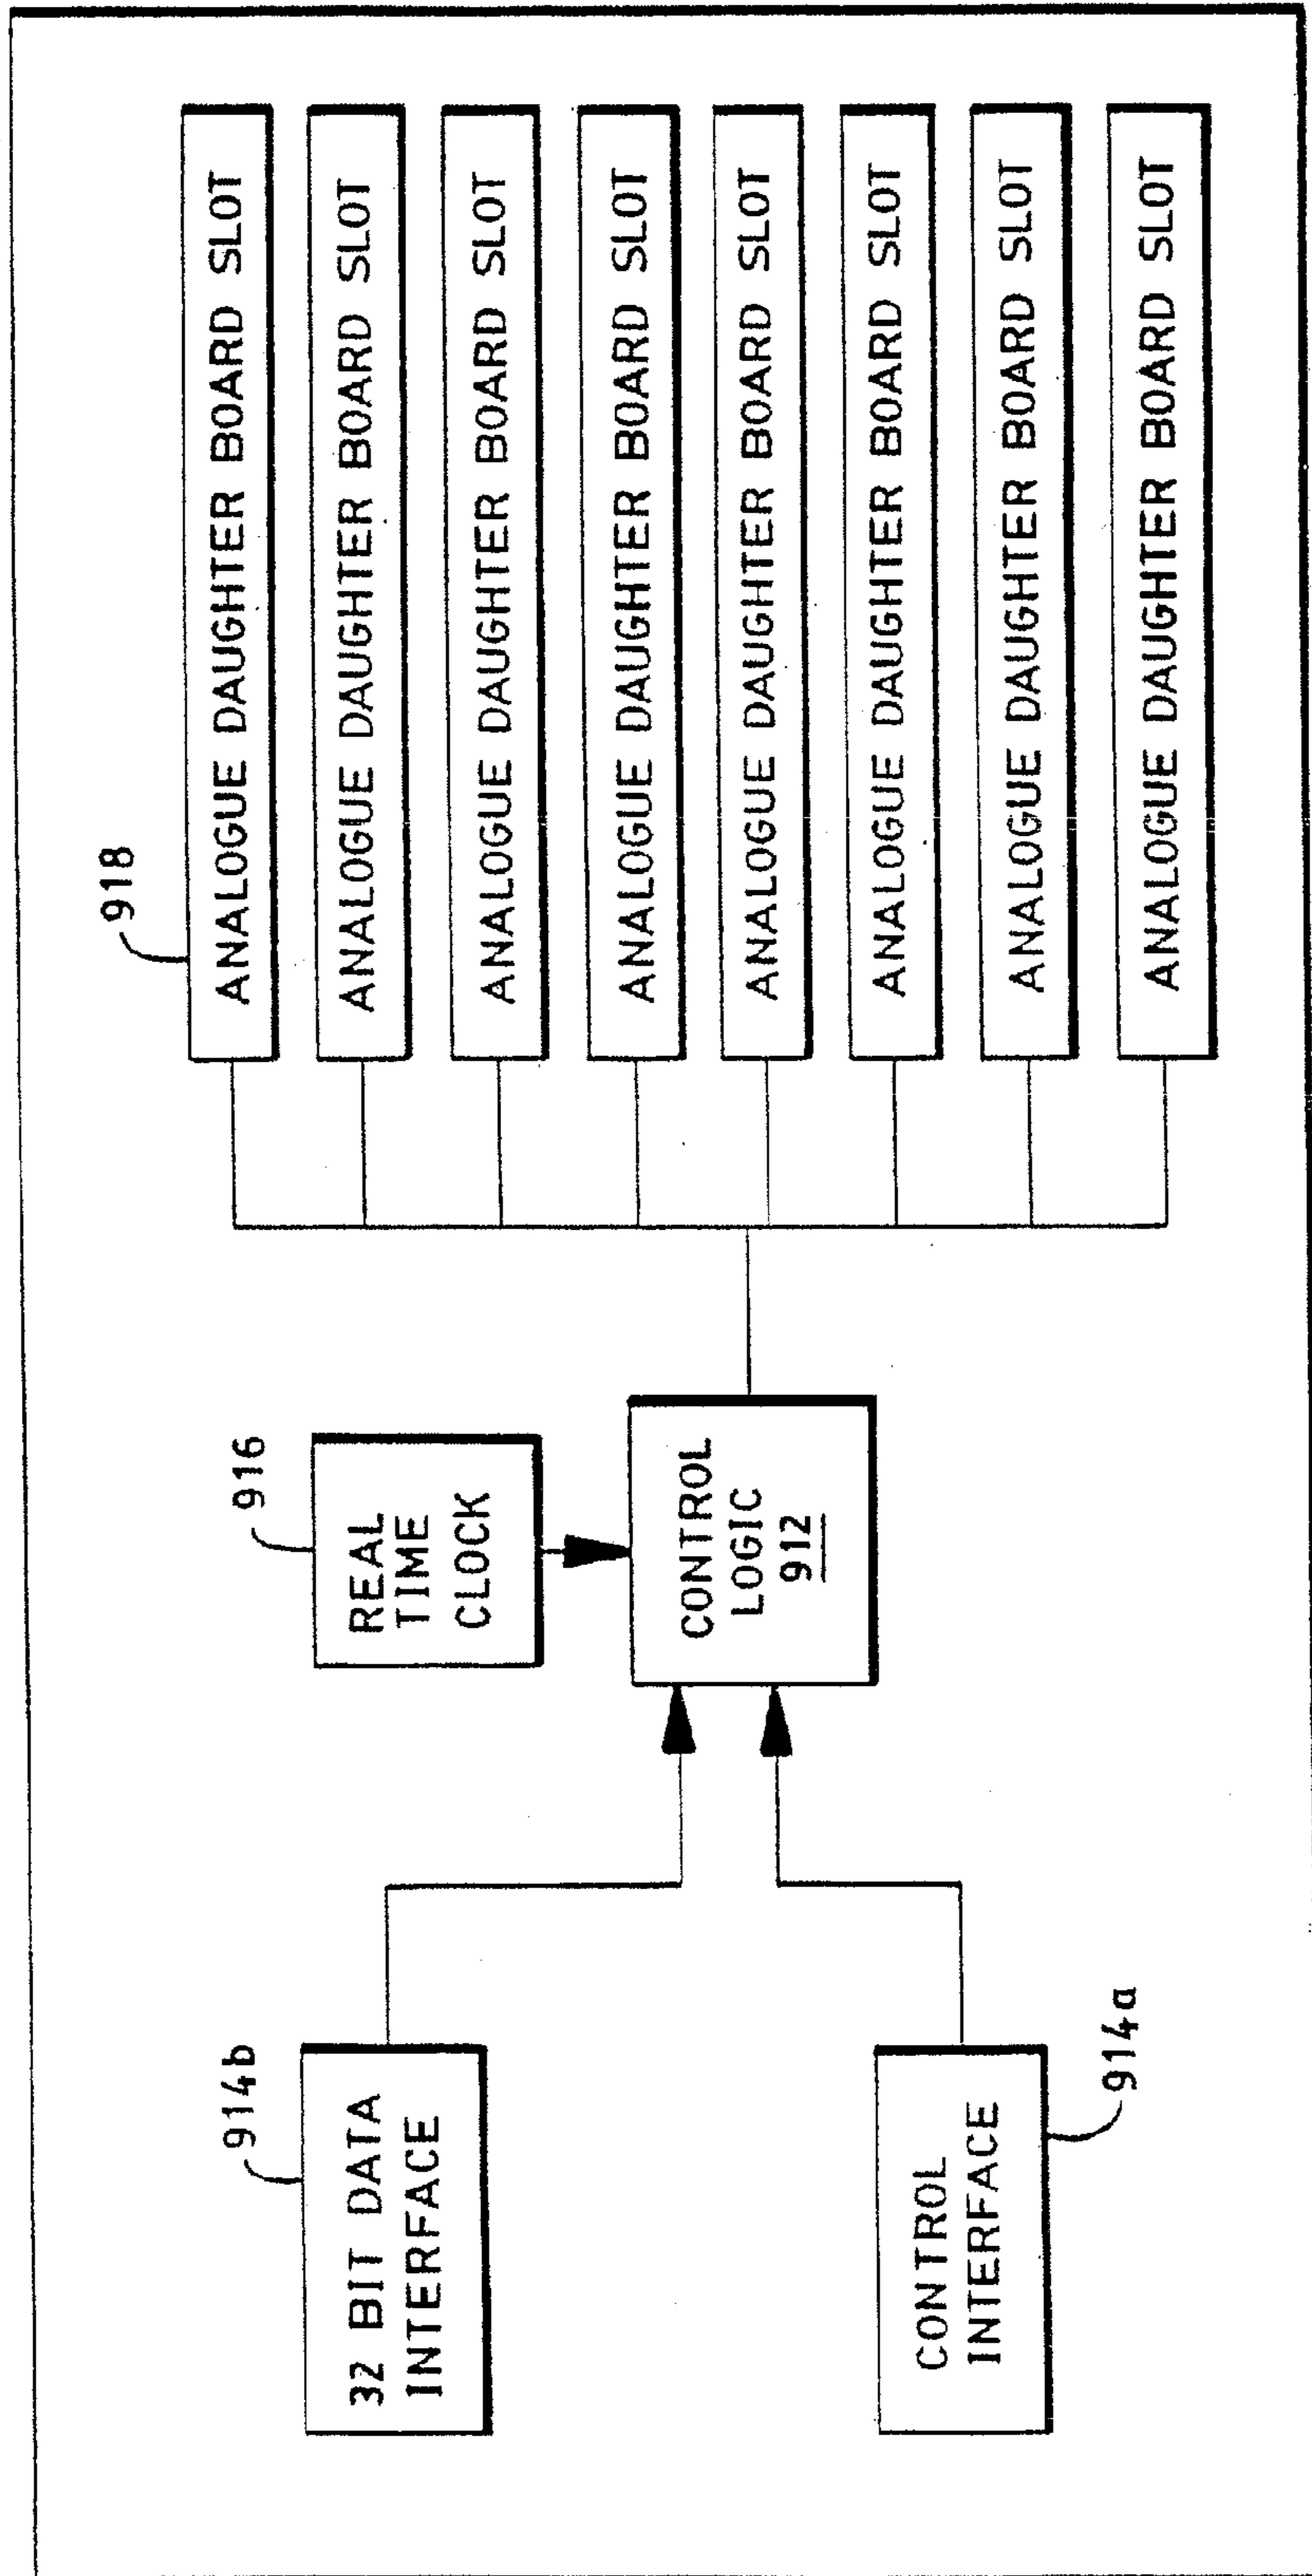 914b
32 BIT DATA
INTERFACE
CONTROL
INTERFACE
914a
916
REAL
TIME
CLOCK
CONTROL
LOGIC
912
918
ANALOGUE DAUGHTER BOARD SLOT
ANALOGUE DAUGHTER BOARD SLOT
ANALOGUE DAUGHTER BOARD SLOT
ANALOGUE DAUGHTER BOARD SLOT
ANALOGUE DAUGHTER BOARD SLOT
ANALOGUE DAUGHTER BOARD SLOT
ANALOGUE DAUGHTER BOARD SLOT
ANALOGUE DAUGHTER BOARD SLOT